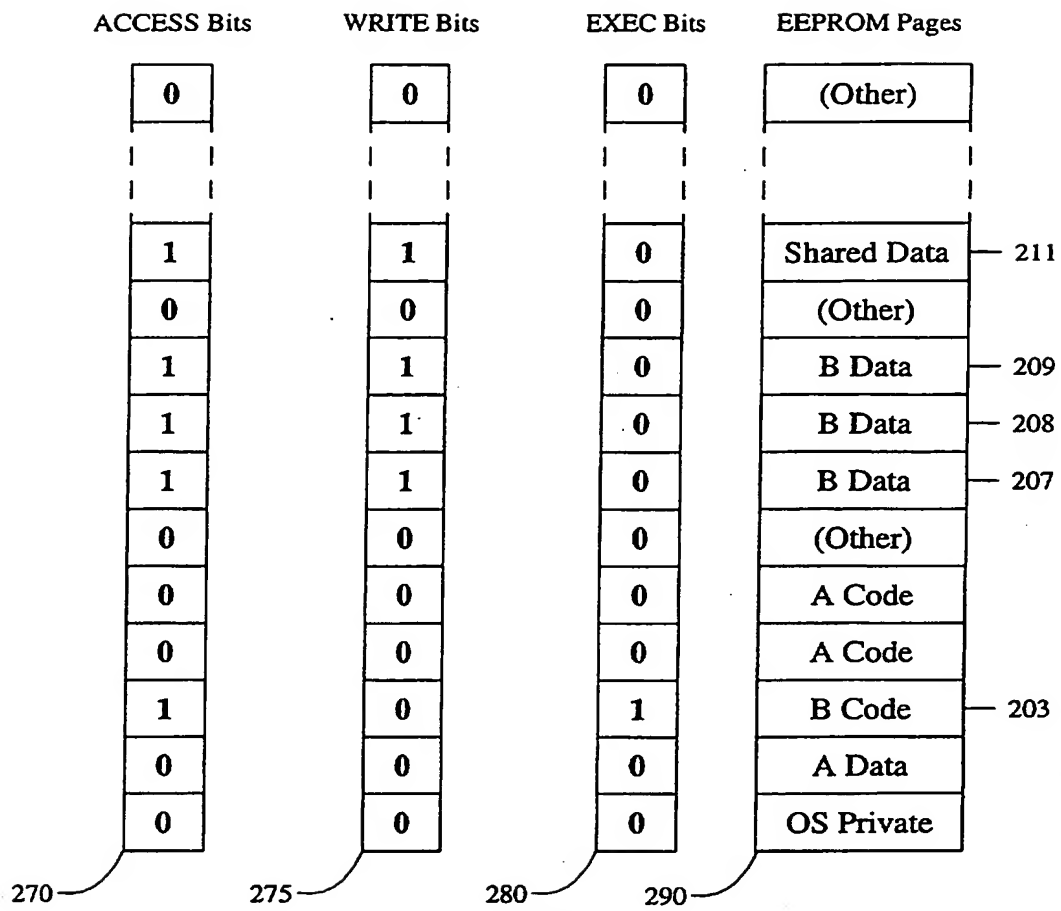 ACCESS Bits WRITE Bits EXEC Bits EEPROM Pages
0 0 0 (Other)
1 1 0 Shared Data 211
0 0 0 (Other)
1 1 0 B Data 209
1 1 0 B Data 208
1 1 0 B Data 207
0 0 0 (Other)
0 0 0 A Code
0 0 0 A Code
1 0 1 B Code 203
0 0 0 A Data
0 0 0 OS Private
270 275 280 290